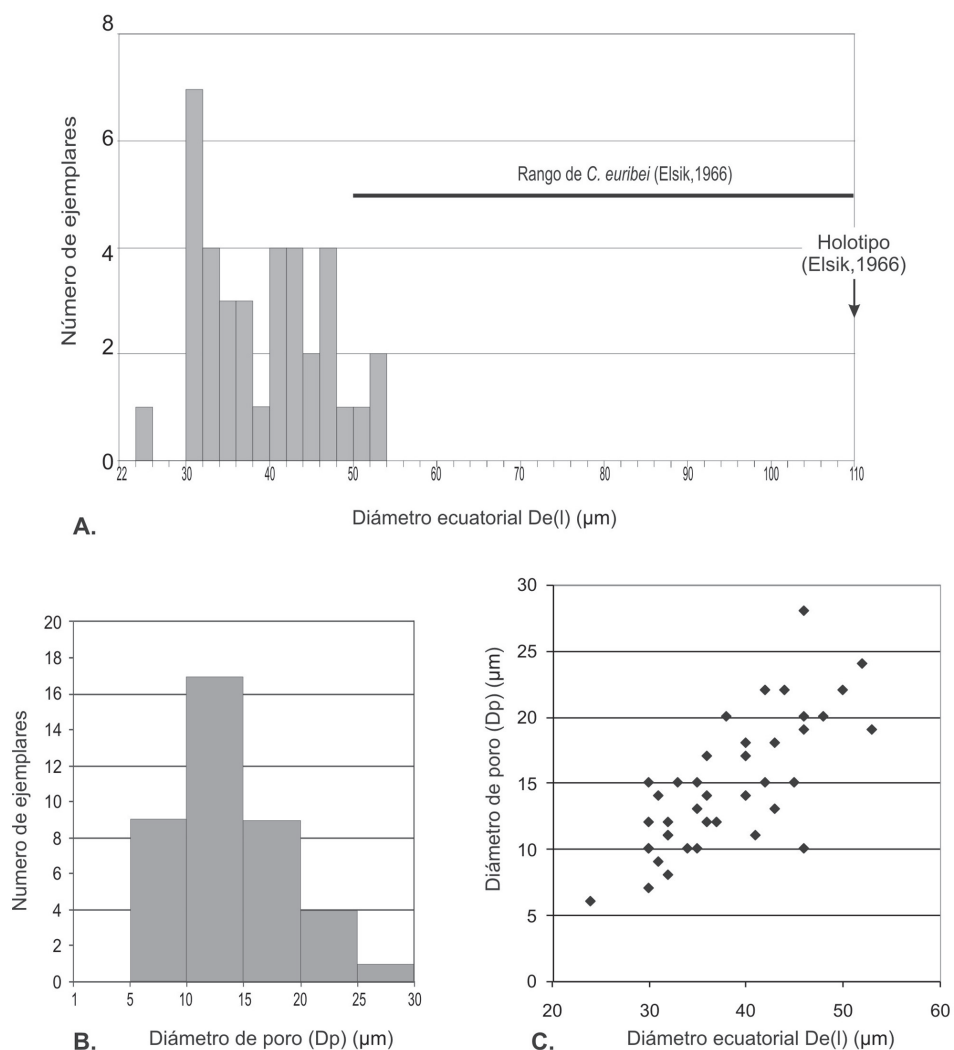 8
6
4
2
0
Número de ejemplares
Rango de C. euribei (Elsik,1966)
Holotipo
(Elsik,1966)
22 30 40 50 60 70 80 90 100 110
Diámetro ecuatorial De(I) (µm)
A.
20
18
16
14
12
10
8
6
4
2
0
Numero de ejemplares
1 5 10 15 20 25 30
Diámetro de poro (Dp) (µm)
B.
30
25
20
15
10
5
0
Diámetro de poro (Dp) (µm)
20 30 40 50 60
Diámetro ecuatorial De(I) (µm)
C.